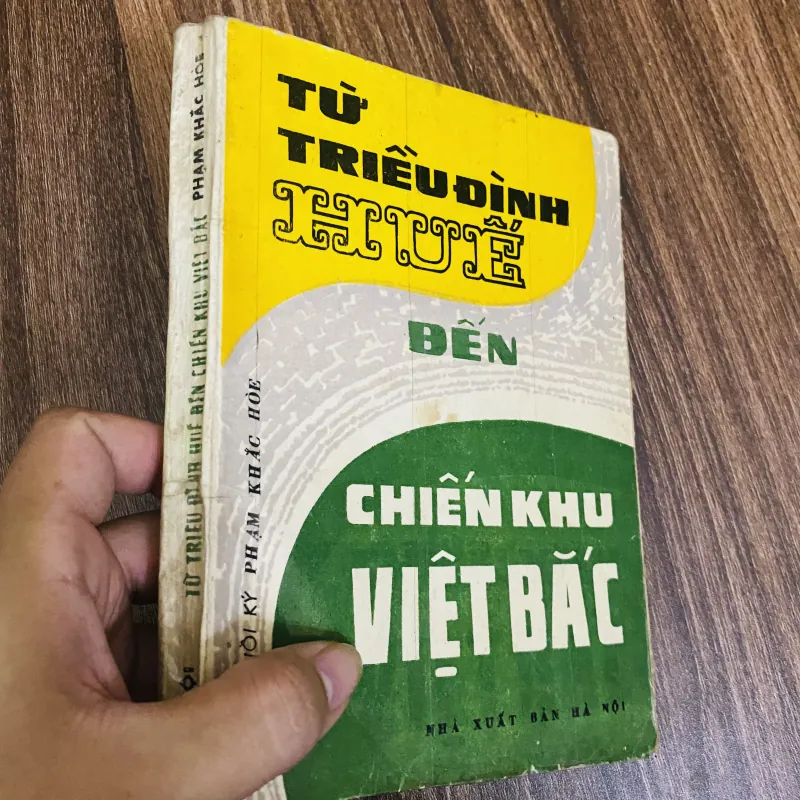 TỪ
TRIỀU ĐÌNH
HUẾ
ĐẾN
CHIẾN KHU
VIỆT BẮC
NHÀ XUẤT BẢN HÀ NỘI
KÝ PHẠM KHẮC HÒE
TỪ TRIỀU ĐÌNH HUẾ ĐẾN CHIẾN KHU VIỆT BẮC PHẠM KHẮC HÒE